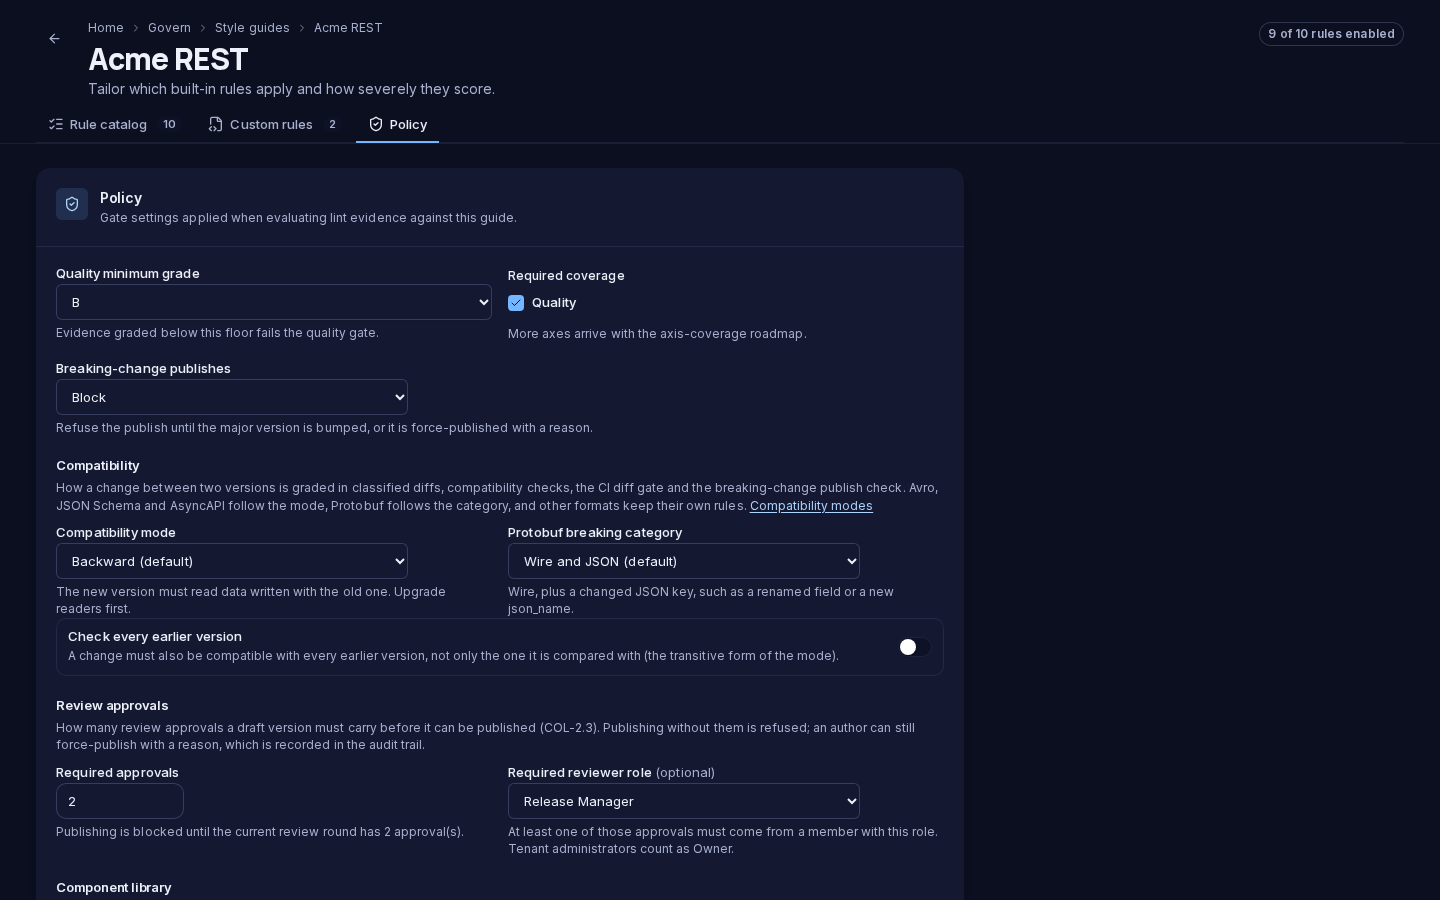 Home > Govern > Style guides > Acme REST
9 of 10 rules enabled
Acme REST
Tailor which built-in rules apply and how severely they score.
Rule catalog 10 Custom rules 2 Policy
Policy
Gate settings applied when evaluating lint evidence against this guide.
Quality minimum grade
B
Evidence graded below this floor fails the quality gate.
Required coverage
Quality
More axes arrive with the axis-coverage roadmap.
Breaking-change publishes
Block
Refuse the publish until the major version is bumped, or it is force-published with a reason.
Compatibility
How a change between two versions is graded in classified diffs, compatibility checks, the CI diff gate and the breaking-change publish check. Avro,
JSON Schema and AsyncAPI follow the mode, Protobuf follows the category, and other formats keep their own rules. Compatibility modes
Compatibility mode
Backward (default)
The new version must read data written with the old one. Upgrade
readers first.
Protobuf breaking category
Wire and JSON (default)
Wire, plus a changed JSON key, such as a renamed field or a new
json_name.
Check every earlier version
A change must also be compatible with every earlier version, not only the one it is compared with (the transitive form of the mode).
Review approvals
How many review approvals a draft version must carry before it can be published (COL-2.3). Publishing without them is refused; an author can still
force-publish with a reason, which is recorded in the audit trail.
Required approvals
2
Publishing is blocked until the current review round has 2 approval(s).
Required reviewer role (optional)
Release Manager
At least one of those approvals must come from a member with this role.
Tenant administrators count as Owner.
Component library